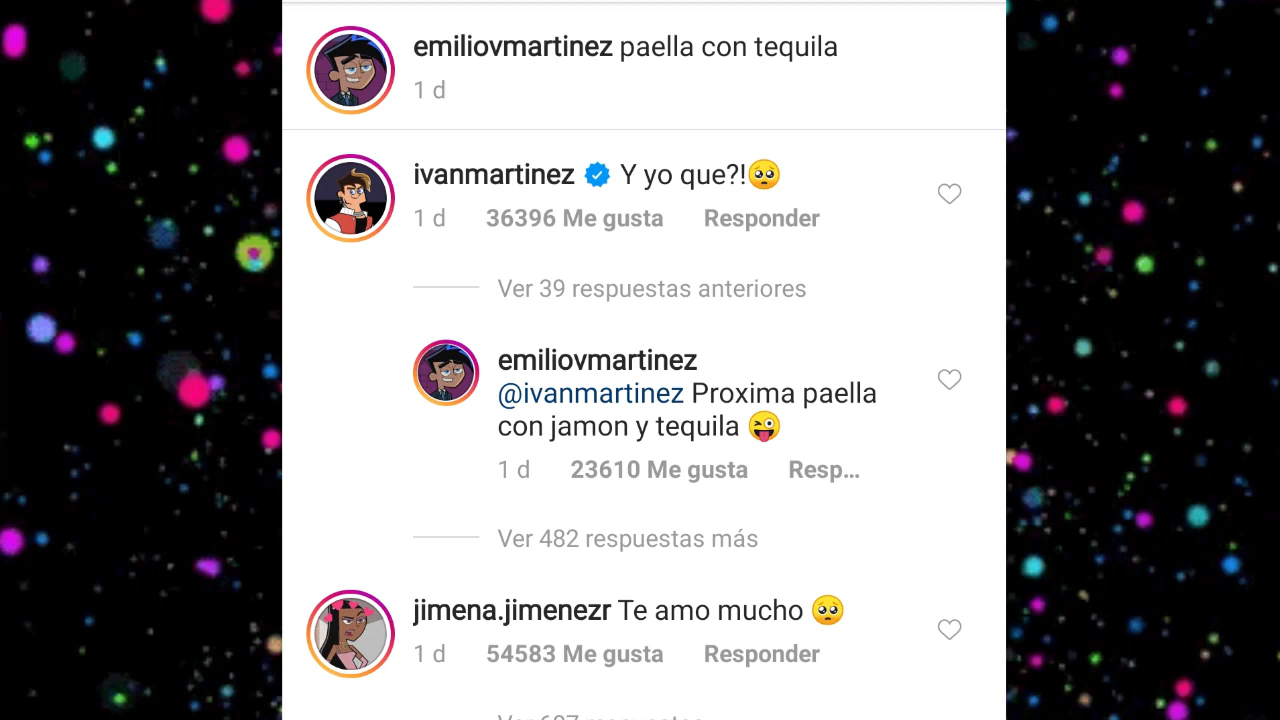 emiliovmartinez paella con tequila
1 d
ivanmartinez Y yo que?!🥺
1 d 36396 Me gusta Responder
Ver 39 respuestas anteriores
emiliovmartinez
@ivanmartinez Proxima paella
con jamon y tequila 😜
1 d 23610 Me gusta Resp...
Ver 482 respuestas más
jimena.jimenezr Te amo mucho 🥺
1 d 54583 Me gusta Responder